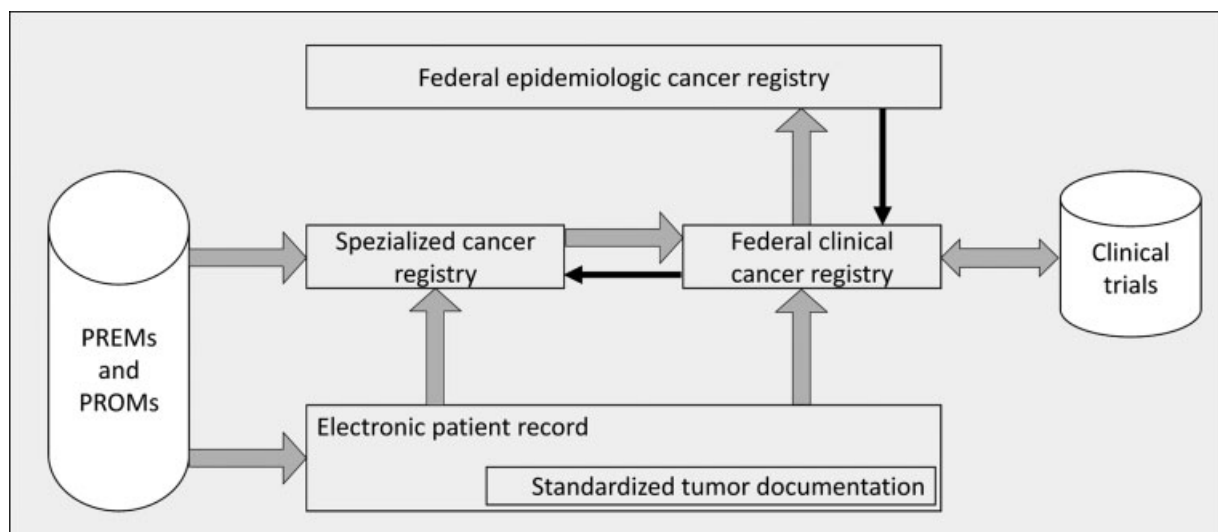 Federal epidemiologic cancer registry
Spezialized cancer
registry
Federal clinical
cancer registry
Clinical
trials
PREMs
and
PROMs
Electronic patient record
Standardized tumor documentation